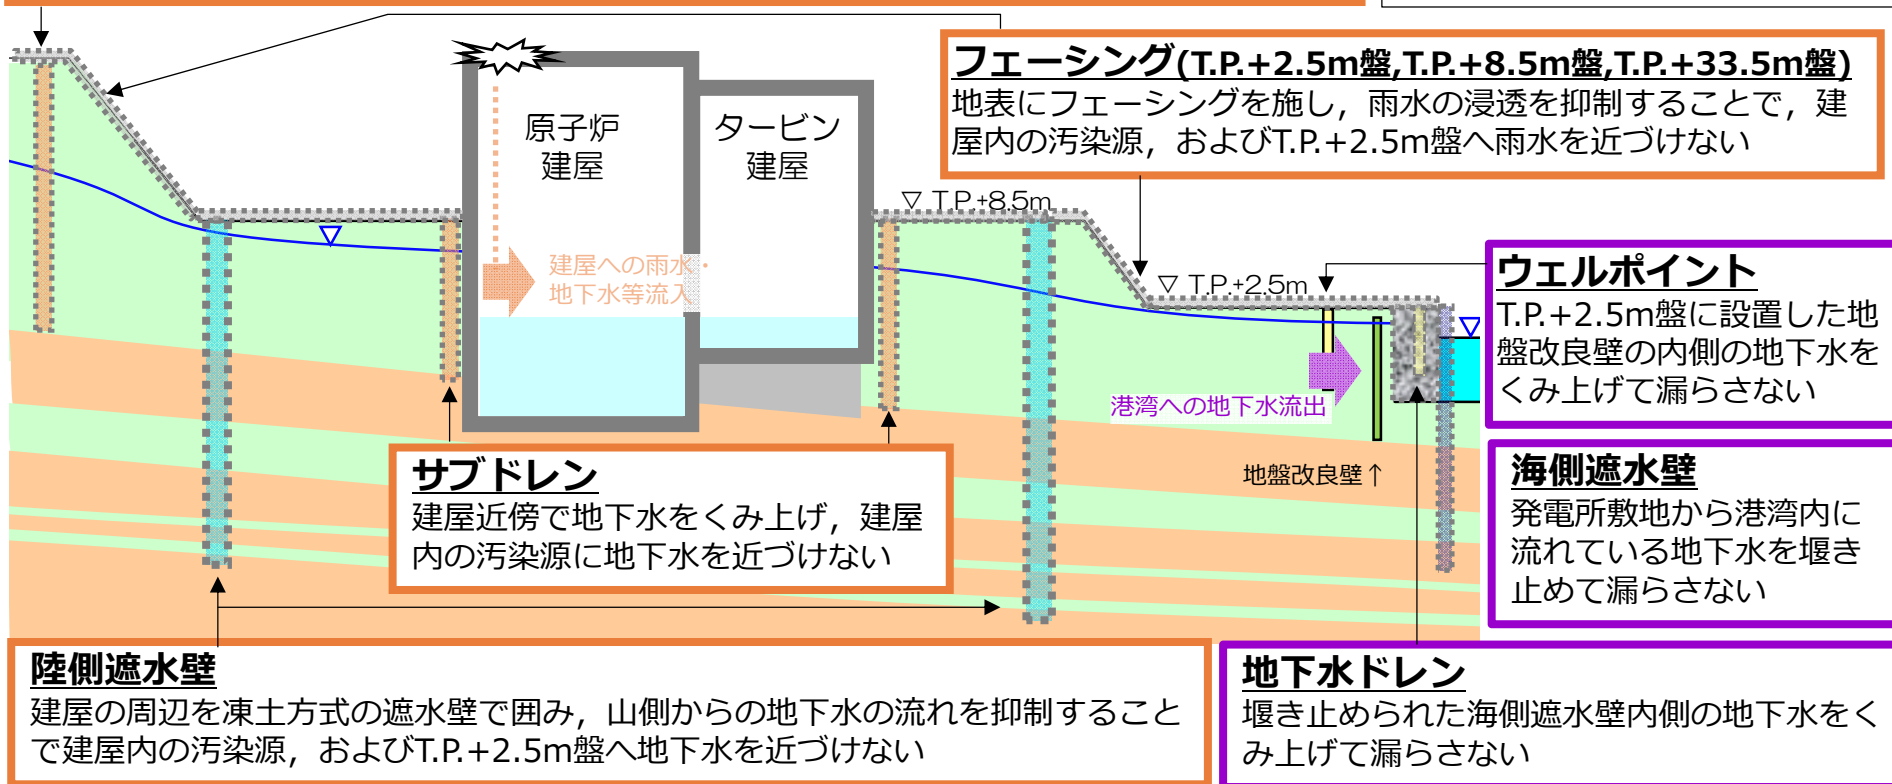 フェーシング(T.P.+2.5m盤,T.P.+8.5m盤,T.P.+33.5m盤)
地表にフェーシングを施し，雨水の浸透を抑制することで，建
屋内の汚染源，およびT.P.+2.5m盤へ雨水を近づけない
原子炉
建屋
タービン
建屋
▽ T.P.+8.5m
建屋への雨水・
地下水等流入
▽ T.P.+2.5m
ウェルポイント
T.P.+2.5m盤に設置した地
盤改良壁の内側の地下水を
くみ上げて漏らさない
港湾への地下水流出
地盤改良壁↑
サブドレン
建屋近傍で地下水をくみ上げ，建屋
内の汚染源に地下水を近づけない
海側遮水壁
発電所敷地から港湾内に
流れている地下水を堰き
止めて漏らさない
陸側遮水壁
建屋の周辺を凍土方式の遮水壁で囲み，山側からの地下水の流れを抑制すること
で建屋内の汚染源，およびT.P.+2.5m盤へ地下水を近づけない
地下水ドレン
堰き止められた海側遮水壁内側の地下水をく
み上げて漏らさない